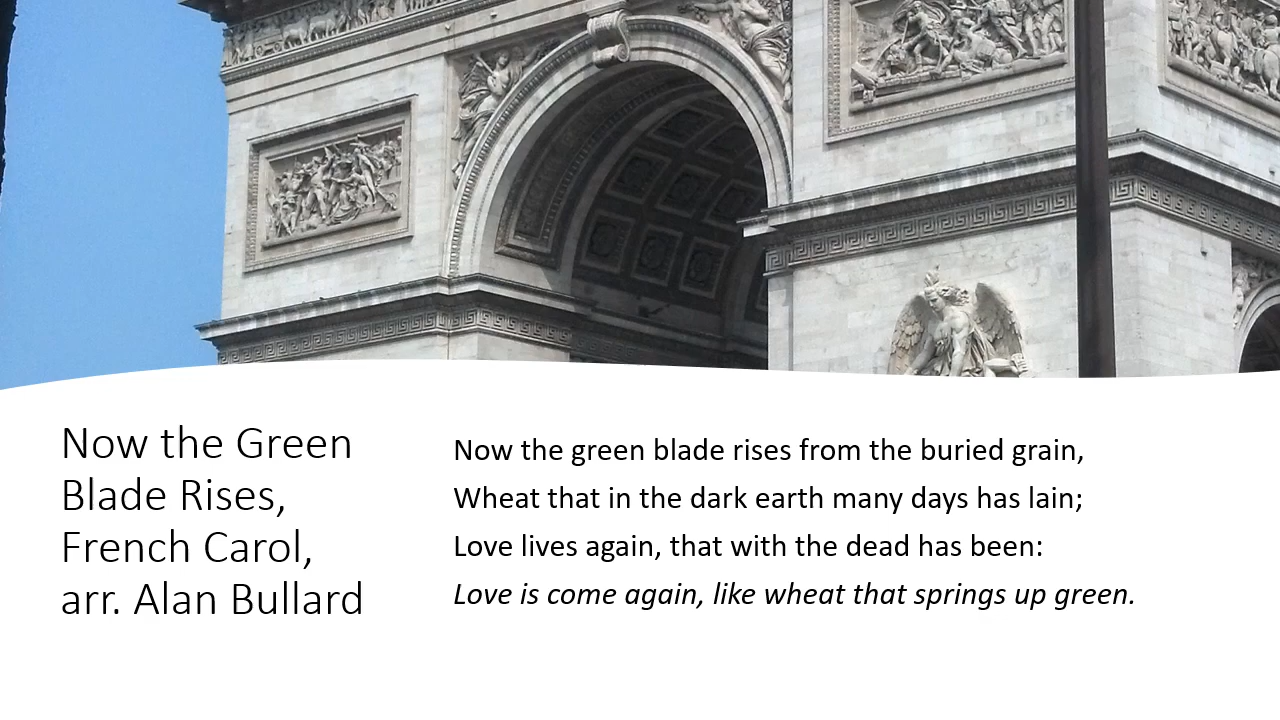 Now the Green
Blade Rises,
French Carol,
arr. Alan Bullard
Now the green blade rises from the buried grain,
Wheat that in the dark earth many days has lain;
Love lives again, that with the dead has been:
Love is come again, like wheat that springs up green.